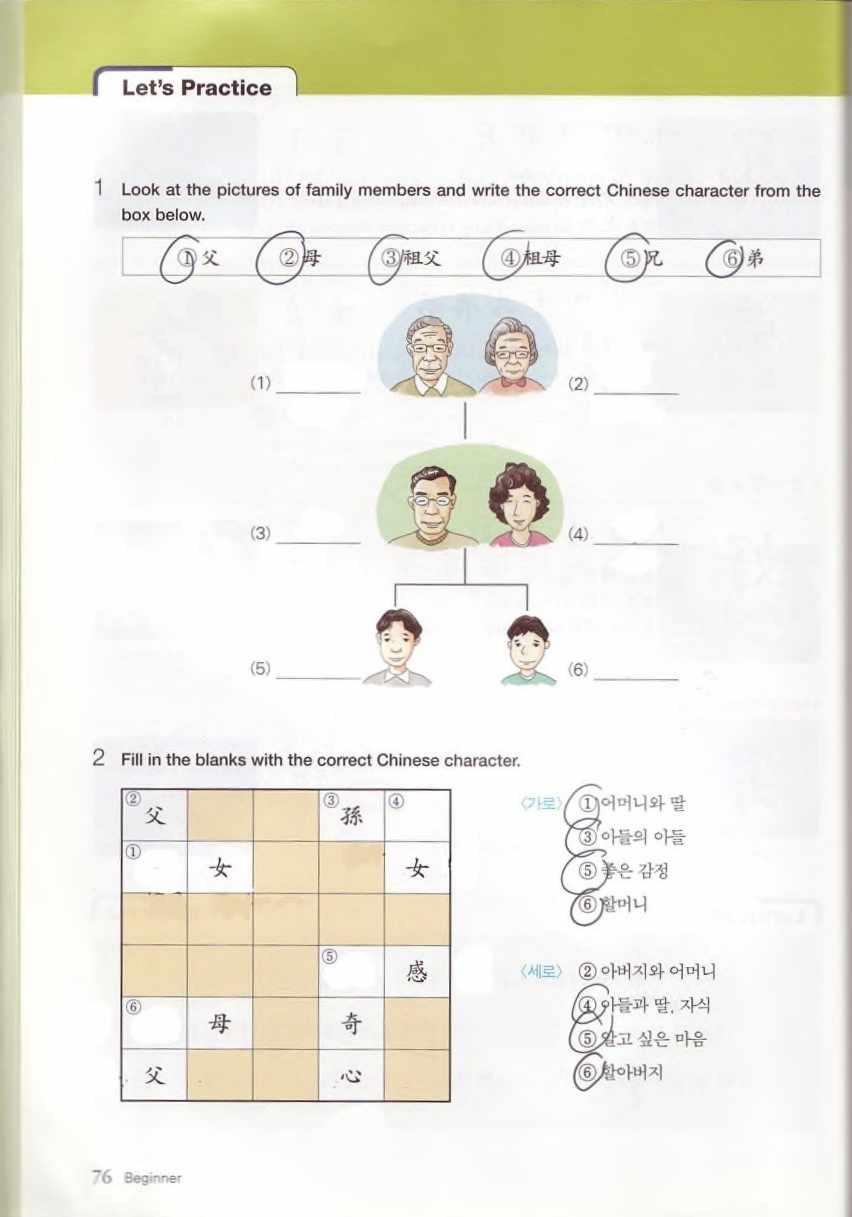 Let's Practice
1 Look at the pictures of family members and write the correct Chinese character from the
box below.
① 父 ② 母 ③ 祖父 ④ 祖母 ⑤ 兄 ⑥ 弟
(1) (2)
(3) (4)
(5) (6)
2 Fill in the blanks with the correct Chinese character.
② 父 ③ 孫 ④
① 女 女
⑤ 感
⑥ 母 奇
父 心
〈가로〉 ① 어머니와 딸
③ 아들의 아들
⑤ 좋은 감정
⑥ 할머니
〈세로〉 ② 아버지와 어머니
④ 아들과 딸, 자식
⑤ 알고 싶은 마음
⑥ 할아버지
76 Beginner